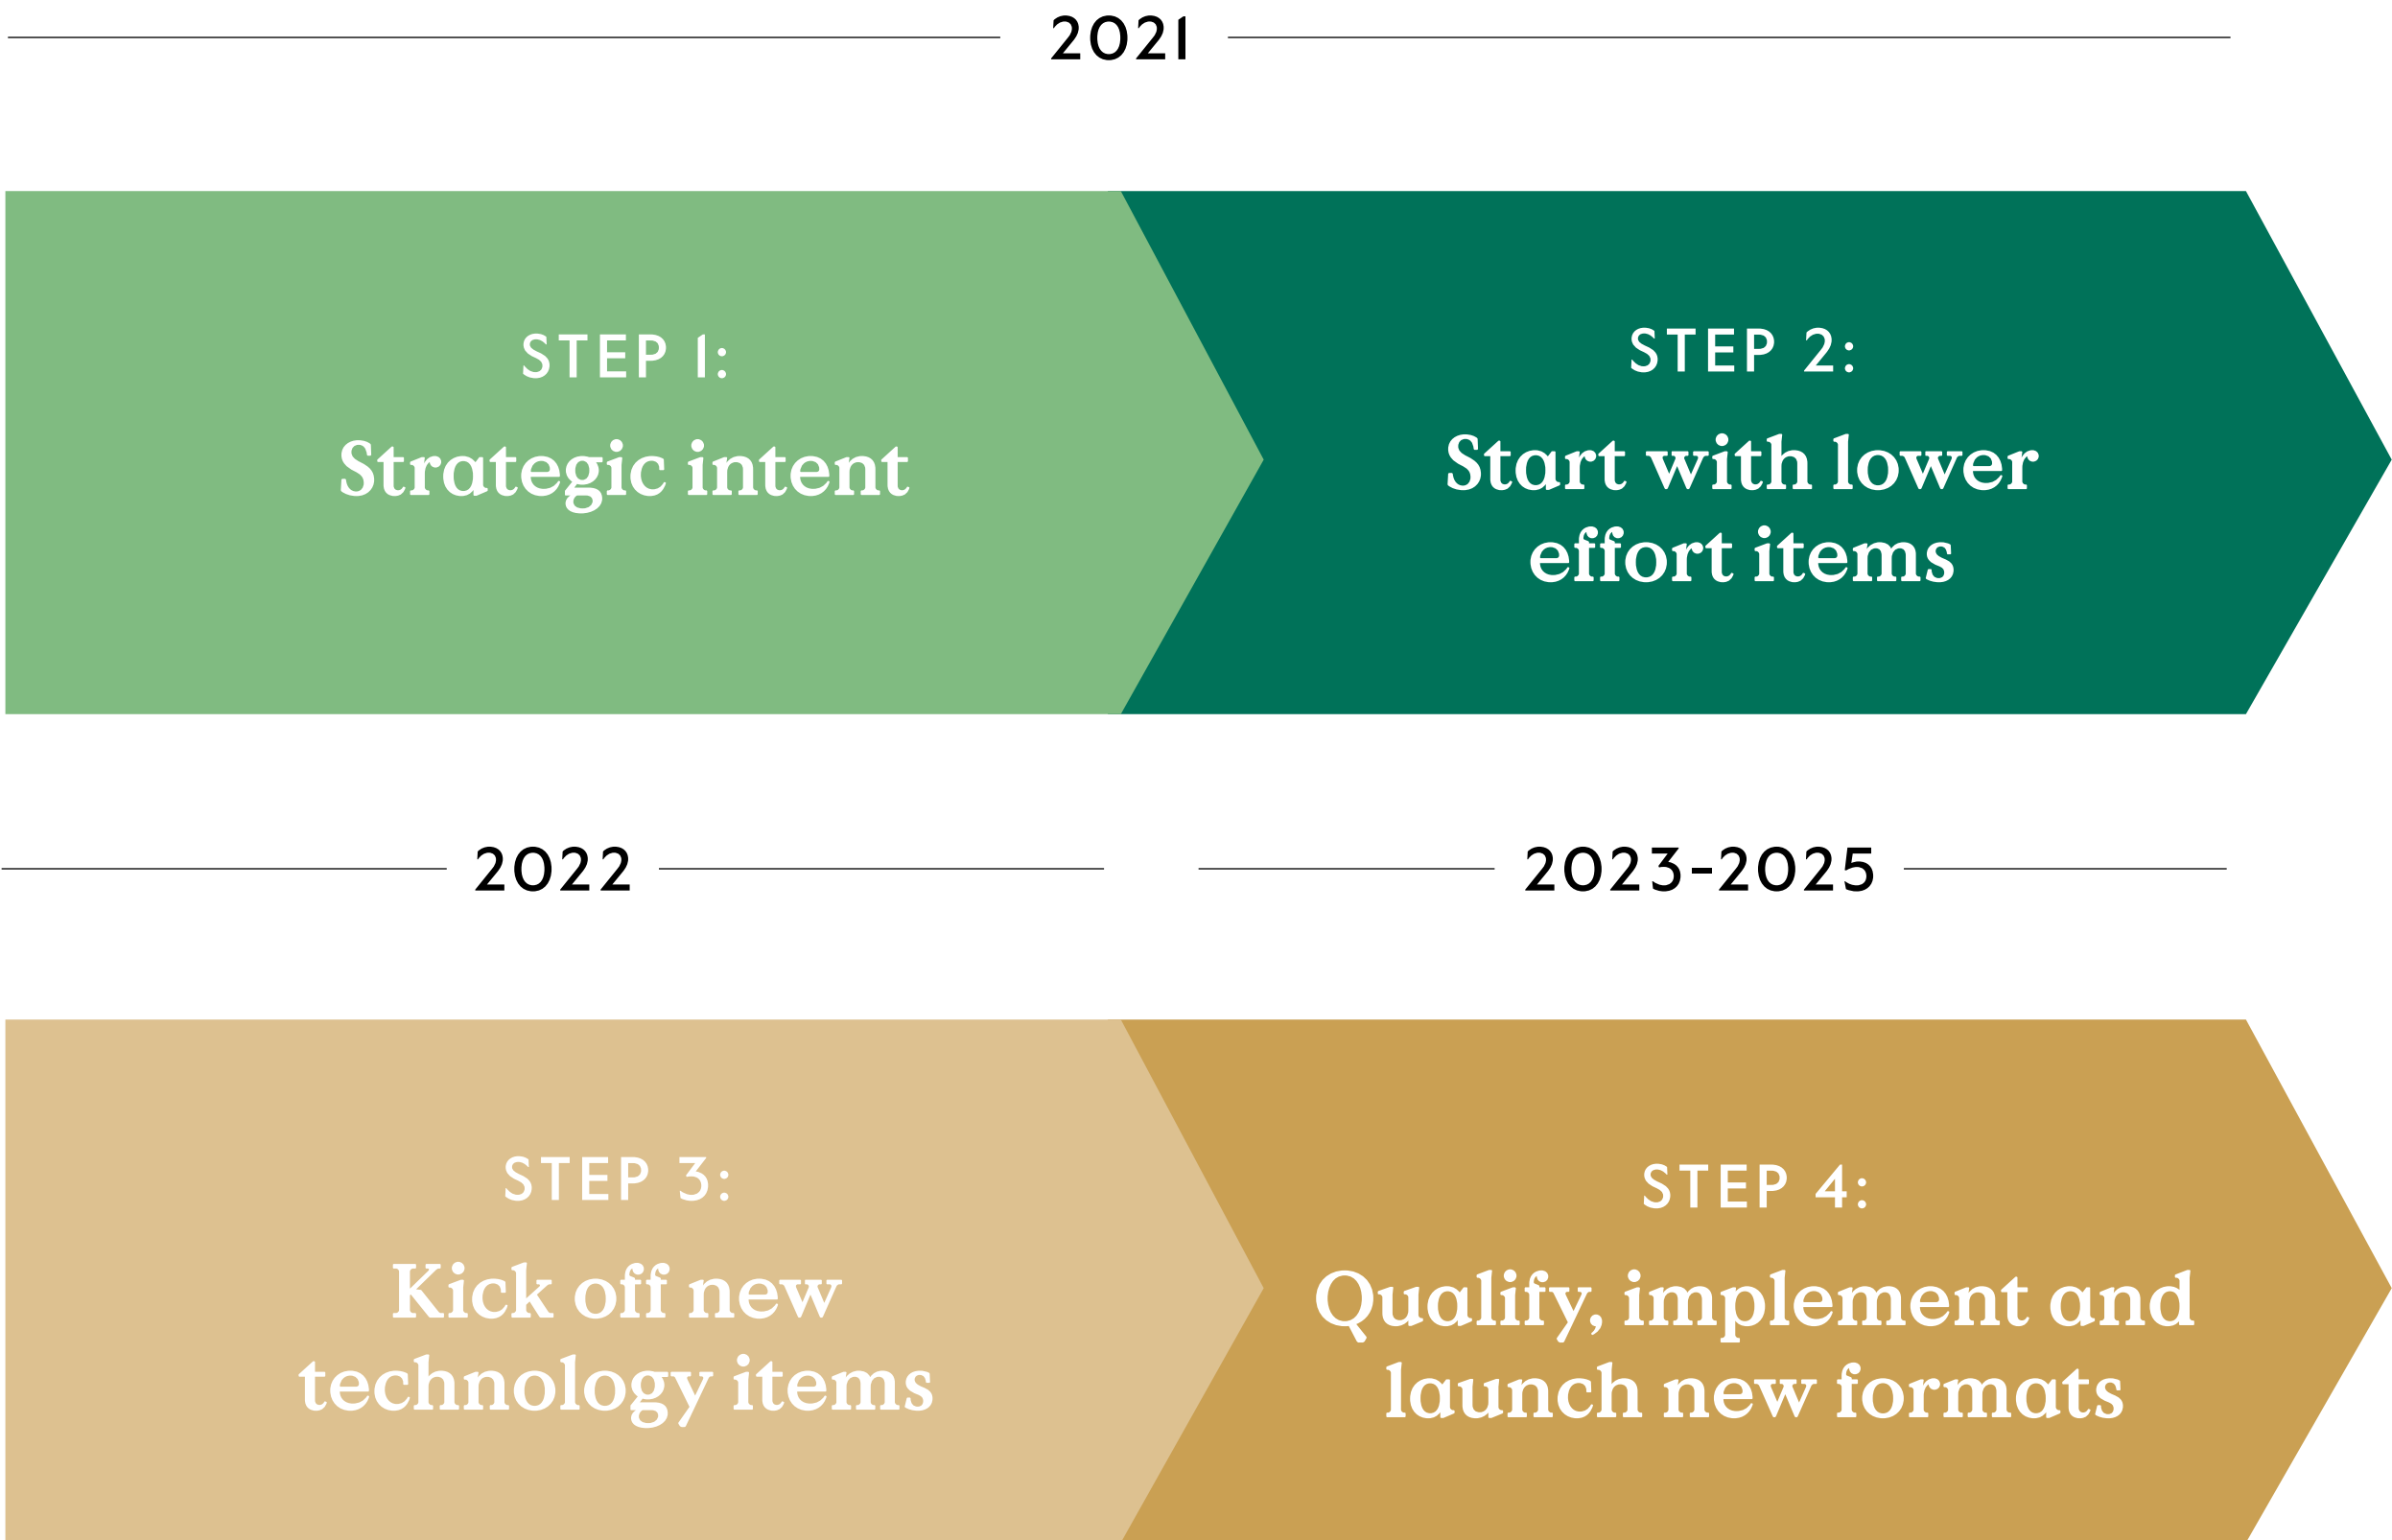 2021
STEP 1:
Strategic intent
STEP 2:
Start with lower
effort items
2022
2023-2025
STEP 3:
Kick off new
technology items
STEP 4:
Qualify, implement and
launch new formats